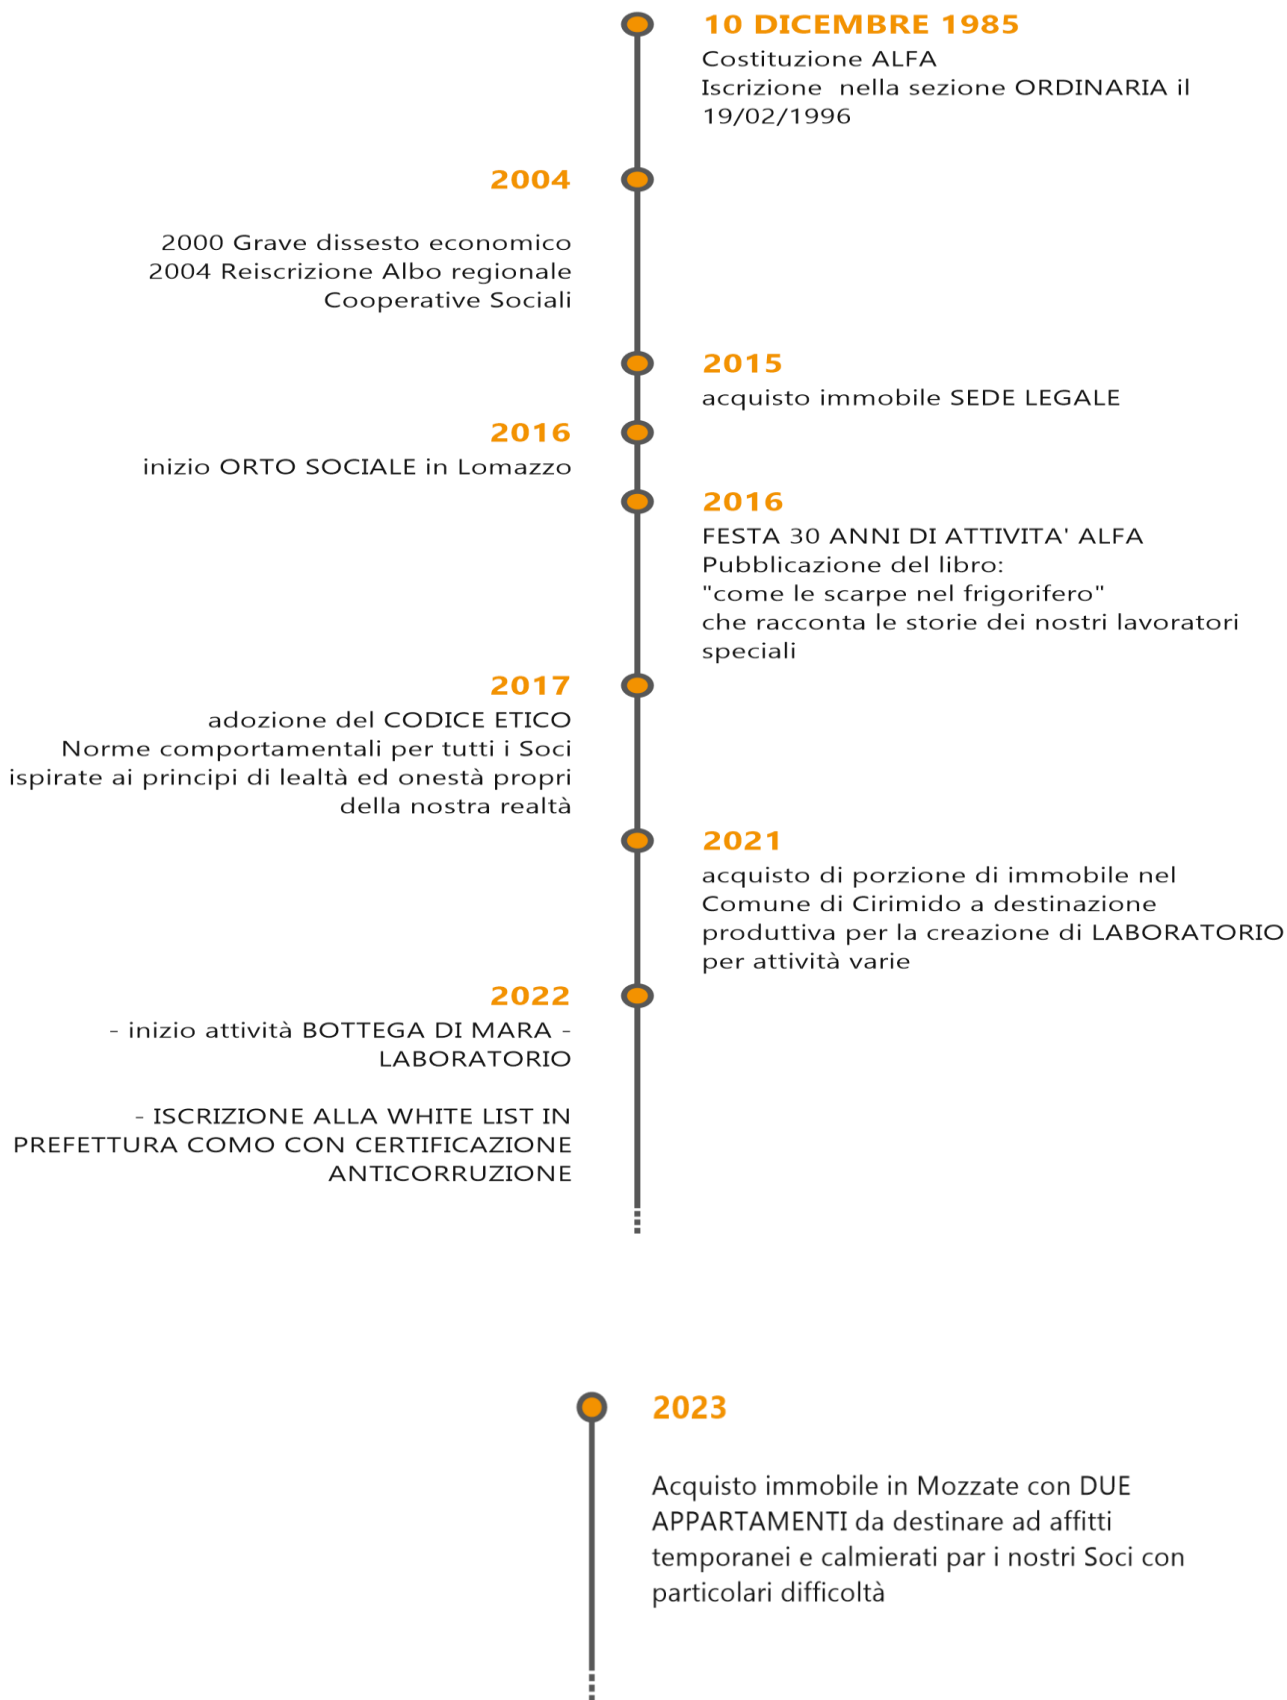 10 DICEMBRE 1985
Costituzione ALFA
Iscrizione  nella sezione ORDINARIA il
19/02/1996
2004
2000 Grave dissesto economico
2004 Reiscrizione Albo regionale
Cooperative Sociali
2015
acquisto immobile SEDE LEGALE
2016
inizio ORTO SOCIALE in Lomazzo
2016
FESTA 30 ANNI DI ATTIVITA' ALFA
Pubblicazione del libro:
"come le scarpe nel frigorifero"
che racconta le storie dei nostri lavoratori
speciali
2017
adozione del CODICE ETICO
Norme comportamentali per tutti i Soci
ispirate ai principi di lealtà ed onestà propri
della nostra realtà
2021
acquisto di porzione di immobile nel
Comune di Cirimido a destinazione
produttiva per la creazione di LABORATORIO
per attività varie
2022
- inizio attività BOTTEGA DI MARA -
LABORATORIO
- ISCRIZIONE ALLA WHITE LIST IN
PREFETTURA COMO CON CERTIFICAZIONE
ANTICORRUZIONE
2023
Acquisto immobile in Mozzate con DUE
APPARTAMENTI da destinare ad affitti
temporanei e calmierati par i nostri Soci con
particolari difficoltà